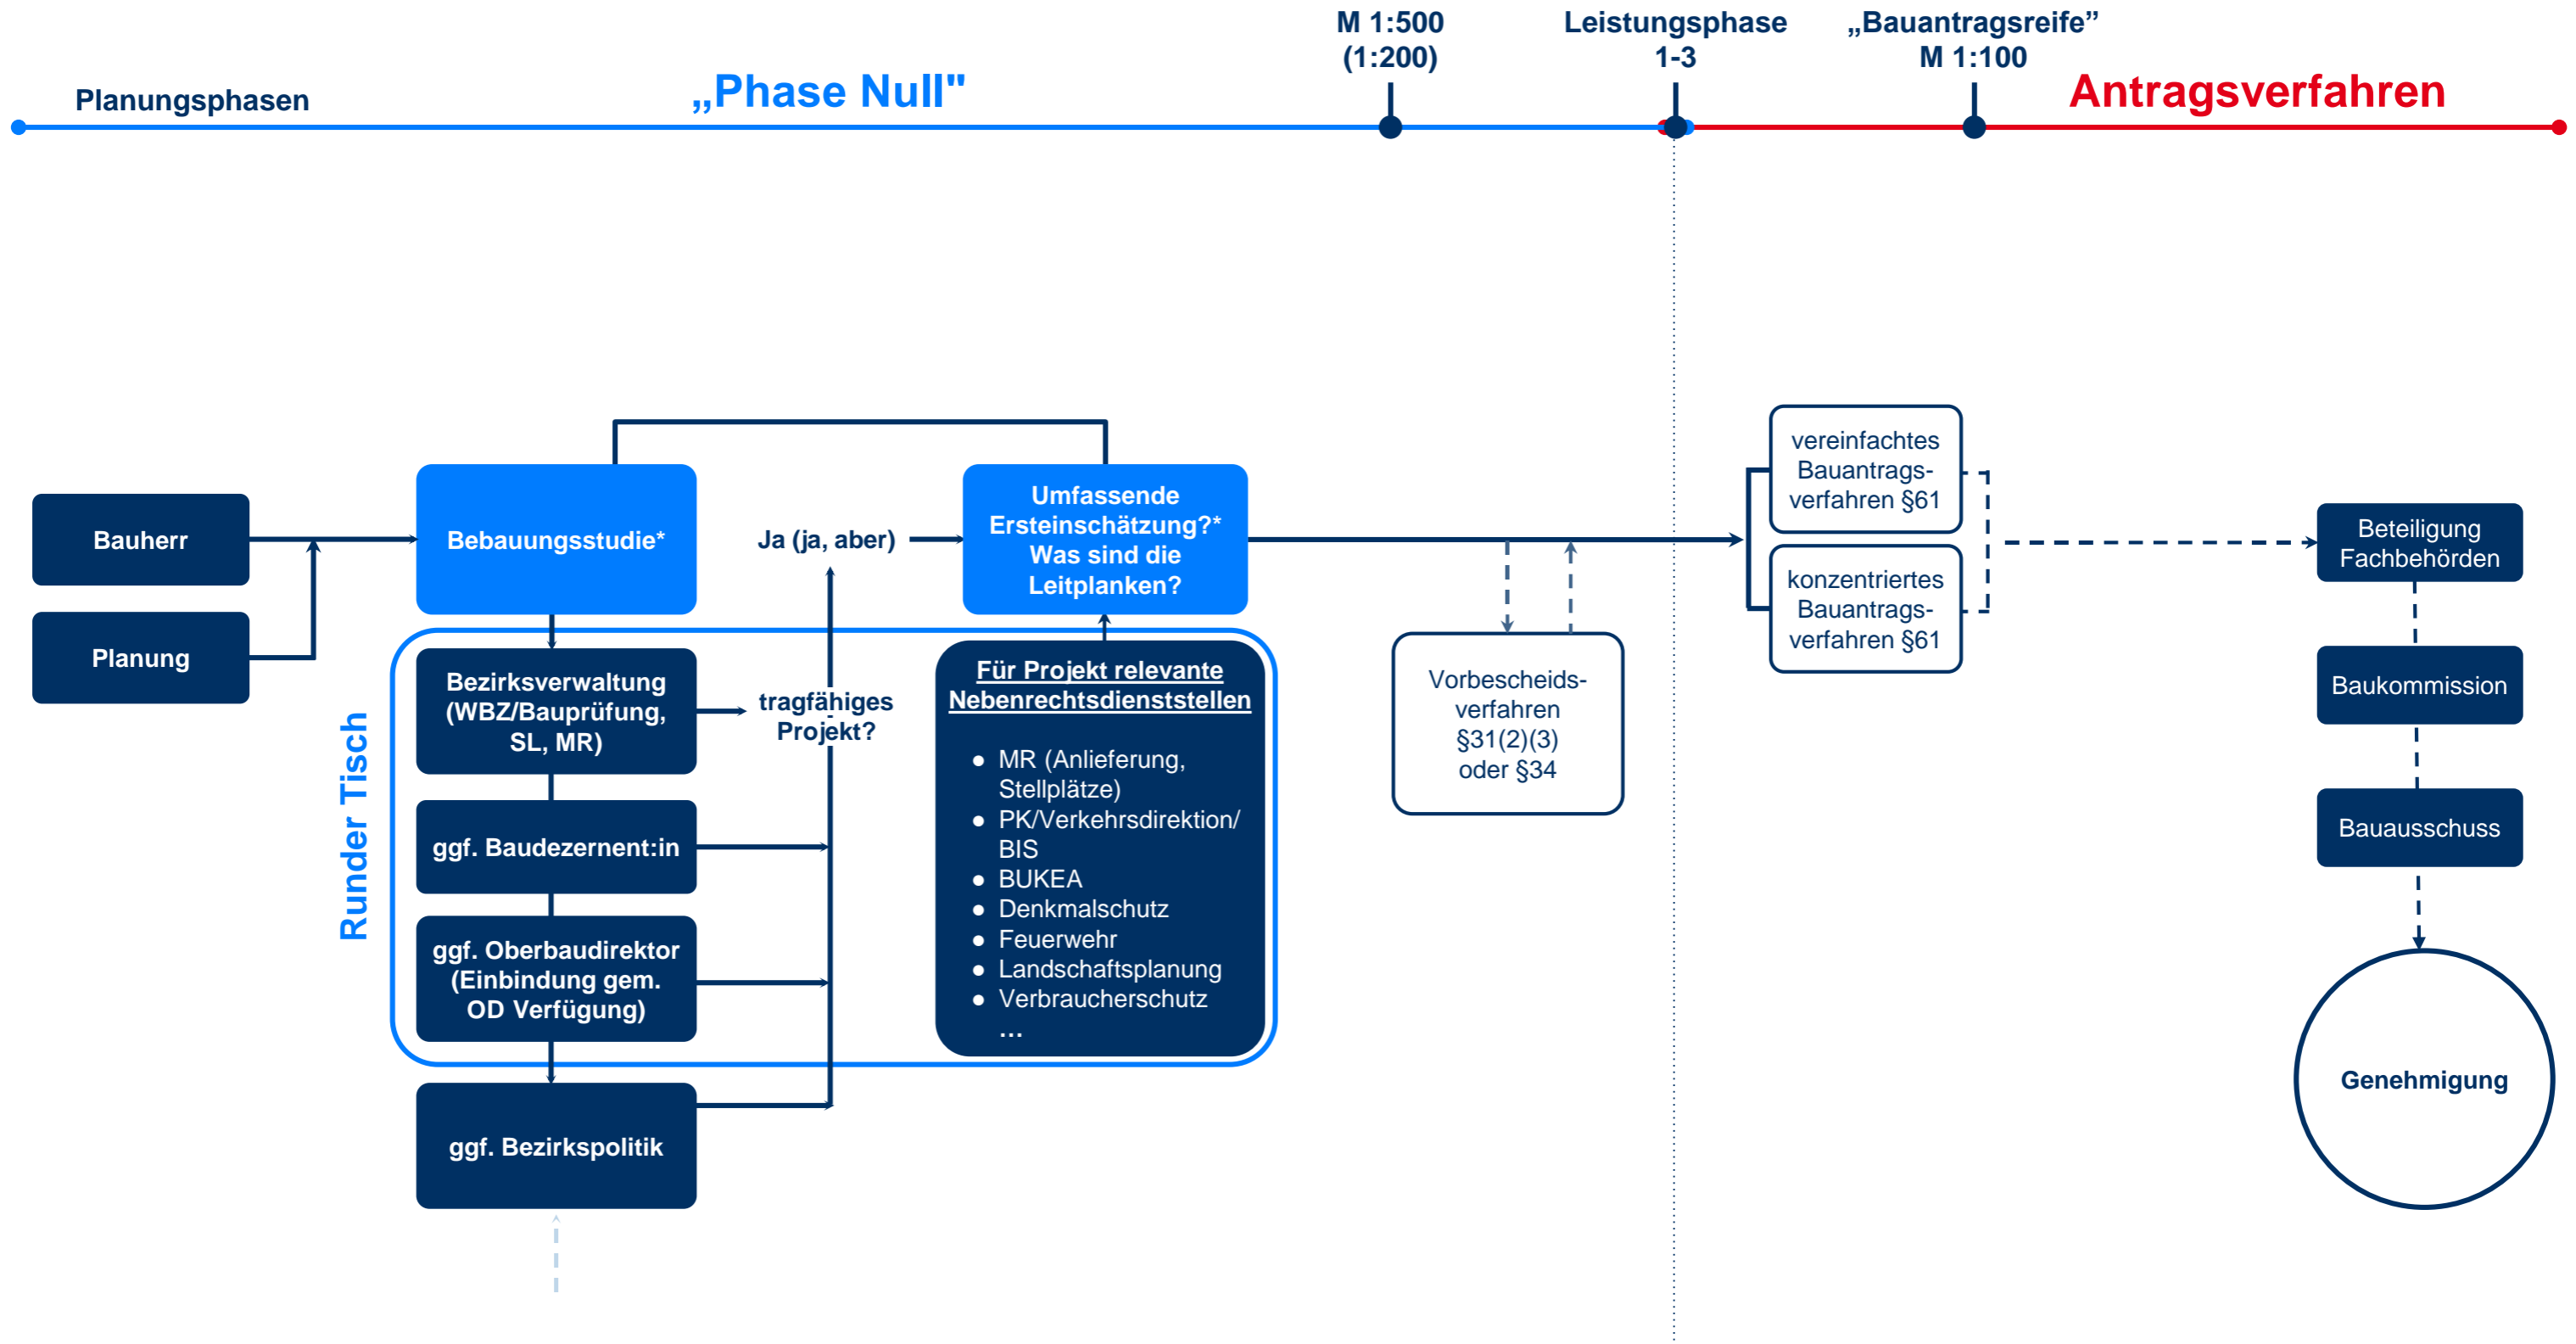 M 1:500
(1:200)
Leistungsphase
1-3
„Bauantragsreife”
M 1:100
Planungsphasen
„Phase Null"
Antragsverfahren
Bauherr
Planung
Bebauungsstudie*
Ja (ja, aber)
Umfassende
Ersteinschätzung?*
Was sind die
Leitplanken?
Runder Tisch
Bezirksverwaltung
(WBZ/Bauprüfung,
SL, MR)
tragfähiges
Projekt?
ggf. Baudezernent:in
ggf. Oberbaudirektor
(Einbindung gem.
OD Verfügung)
ggf. Bezirkspolitik
Für Projekt relevante
Nebenrechtsdienststellen
● MR (Anlieferung,
Stellplätze)
● PK/Verkehrsdirektion/
BIS
● BUKEA
● Denkmalschutz
● Feuerwehr
● Landschaftsplanung
● Verbraucherschutz
…
Vorbescheids-
verfahren
§31(2)(3)
oder §34
vereinfachtes
Bauantrags-
verfahren §61
konzentriertes
Bauantrags-
verfahren §61
Beteiligung
Fachbehörden
Baukommission
Bauausschuss
Genehmigung